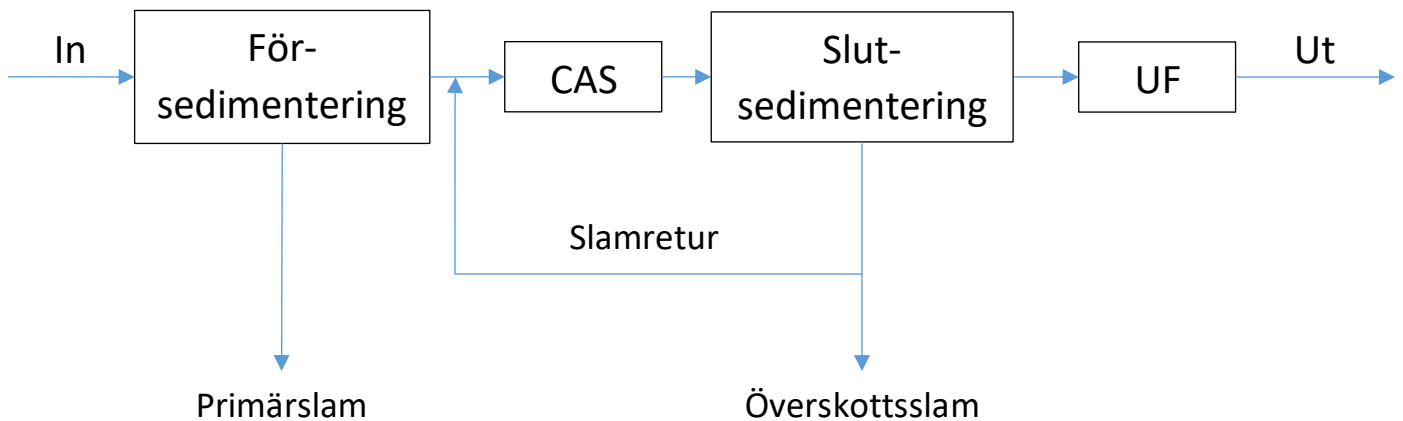 In
För-
sedimentering
CAS
Slut-
sedimentering
UF
Ut
Slamretur
Primärslam
Överskottsslam